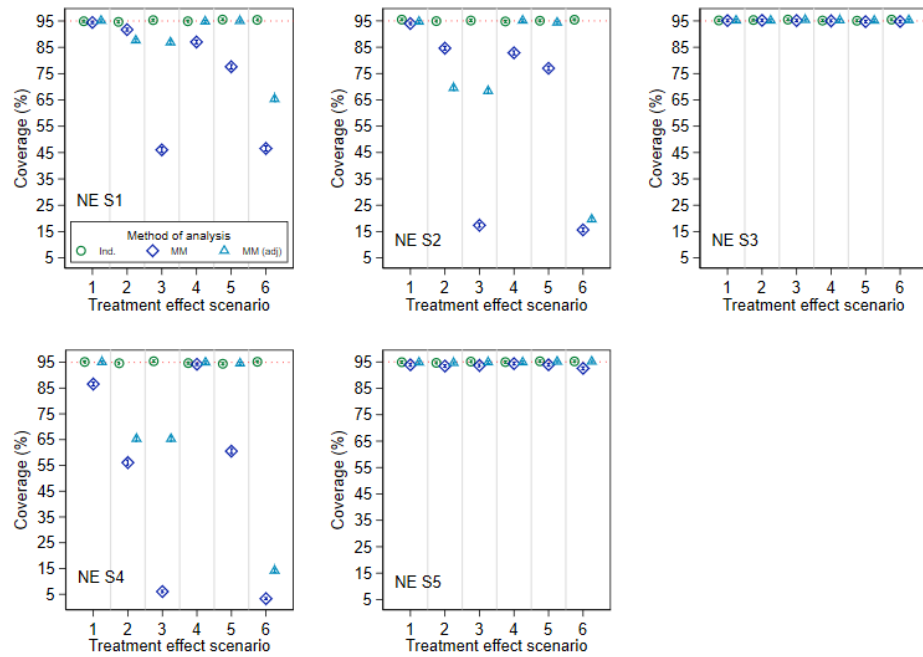 95
85
75
65
55
45
35
25
15
5
Coverage (%)
NE S1
Method of analysis
Ind. MM MM (adj)
1 2 3 4 5 6
Treatment effect scenario
95
85
75
65
55
45
35
25
15
5
Coverage (%)
NE S2
1 2 3 4 5 6
Treatment effect scenario
95
85
75
65
55
45
35
25
15
5
Coverage (%)
NE S3
1 2 3 4 5 6
Treatment effect scenario
95
85
75
65
55
45
35
25
15
5
Coverage (%)
NE S4
1 2 3 4 5 6
Treatment effect scenario
95
85
75
65
55
45
35
25
15
5
Coverage (%)
NE S5
1 2 3 4 5 6
Treatment effect scenario